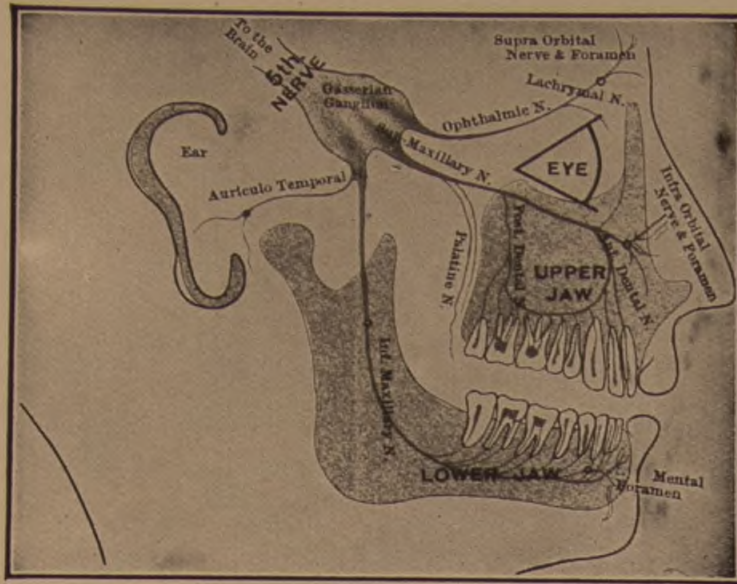 To the
Brain
5th.
NERVE
Gasserian
Ganglion
Supra Orbital
Nerve & Foramen
Lachrymal N.
Ophthalmic N.
Maxillary N.
EYE
Ear
Auriculo Temporal
Infra Orbital
Nerve & Foramen
Palatine N.
Post. Dental N.
Dental N.
UPPER
JAW
Inf. Maxillary N.
LOWER JAW
Mental
Foramen